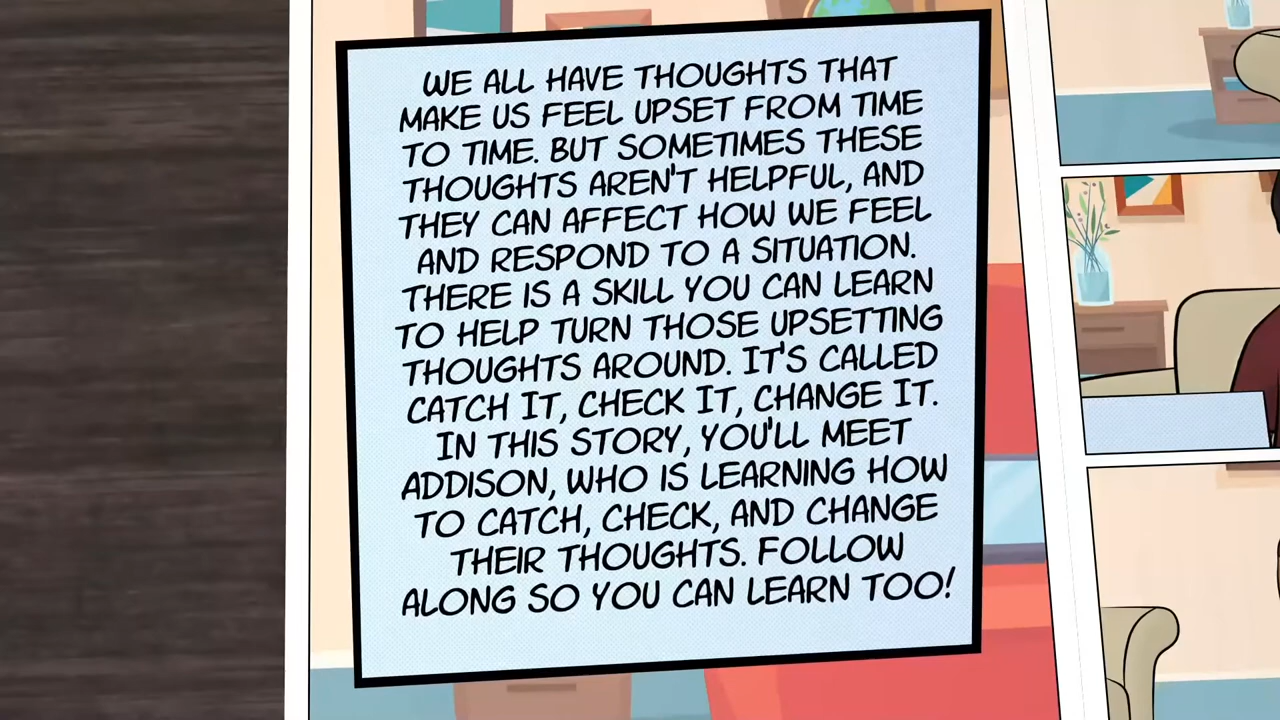 WE ALL HAVE THOUGHTS THAT
MAKE US FEEL UPSET FROM TIME
TO TIME. BUT SOMETIMES THESE
THOUGHTS AREN'T HELPFUL, AND
THEY CAN AFFECT HOW WE FEEL
AND RESPOND TO A SITUATION.
THERE IS A SKILL YOU CAN LEARN
TO HELP TURN THOSE UPSETTING
THOUGHTS AROUND. IT'S CALLED
CATCH IT, CHECK IT, CHANGE IT.
IN THIS STORY, YOU'LL MEET
ADDISON, WHO IS LEARNING HOW
TO CATCH, CHECK, AND CHANGE
THEIR THOUGHTS. FOLLOW
ALONG SO YOU CAN LEARN TOO!